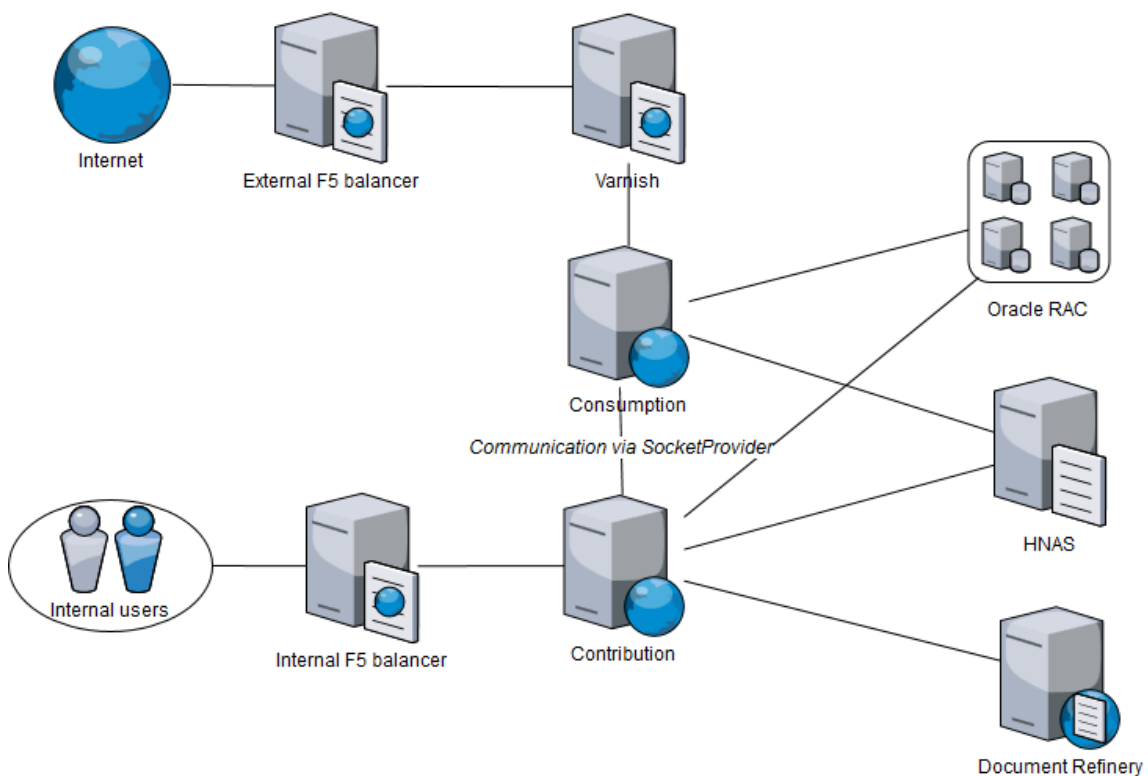 Internet
External F5 balancer
Varnish
Oracle RAC
Consumption
Communication via SocketProvider
HNAS
Internal users
Internal F5 balancer
Contribution
Document Refinery